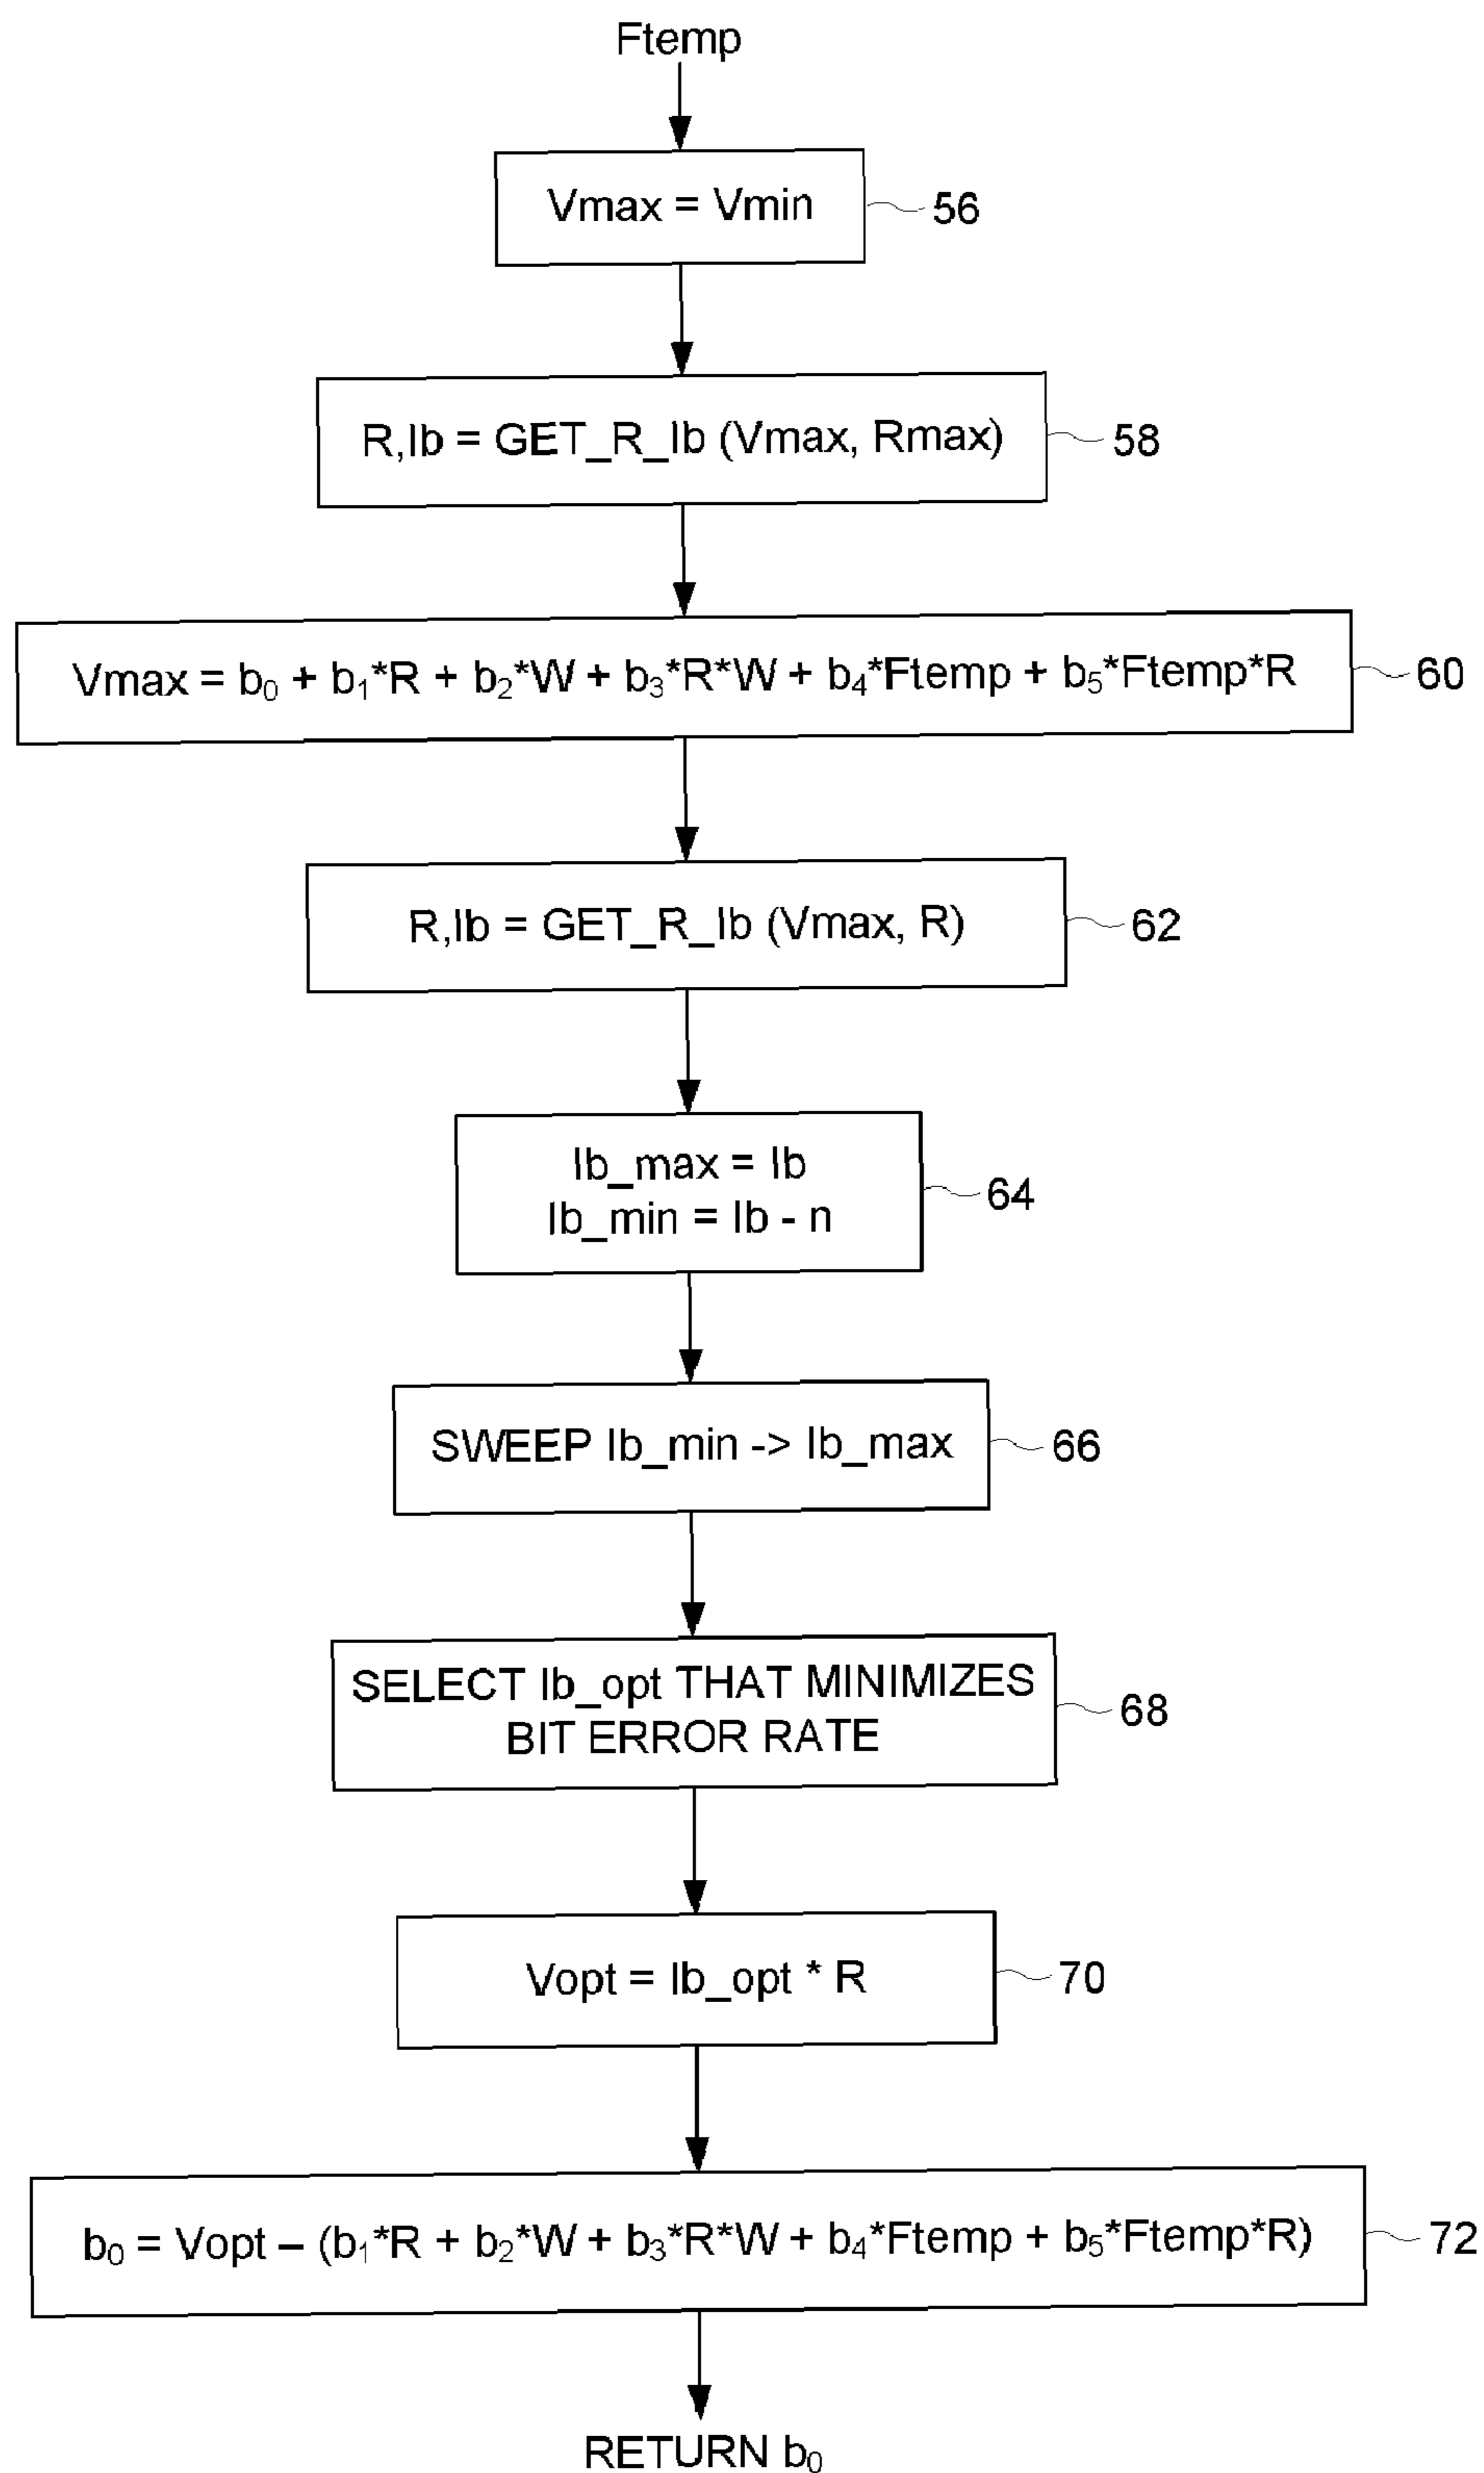 Ftemp
Vmax = Vmin
56
R,Ib = GET_R_Ib (Vmax, Rmax)
58
Vmax = b₀ + b₁*R + b₂*W + b₃*R*W + b₄*Ftemp + b₅*Ftemp*R
60
R,Ib = GET_R_Ib (Vmax, R)
62
Ib_max = Ib
Ib_min = Ib - n
64
SWEEP Ib_min -> Ib_max
66
SELECT Ib_opt THAT MINIMIZES
BIT ERROR RATE
68
Vopt = Ib_opt * R
70
b₀ = Vopt – (b₁*R + b₂*W + b₃*R*W + b₄*Ftemp + b₅*Ftemp*R)
72
RETURN b₀